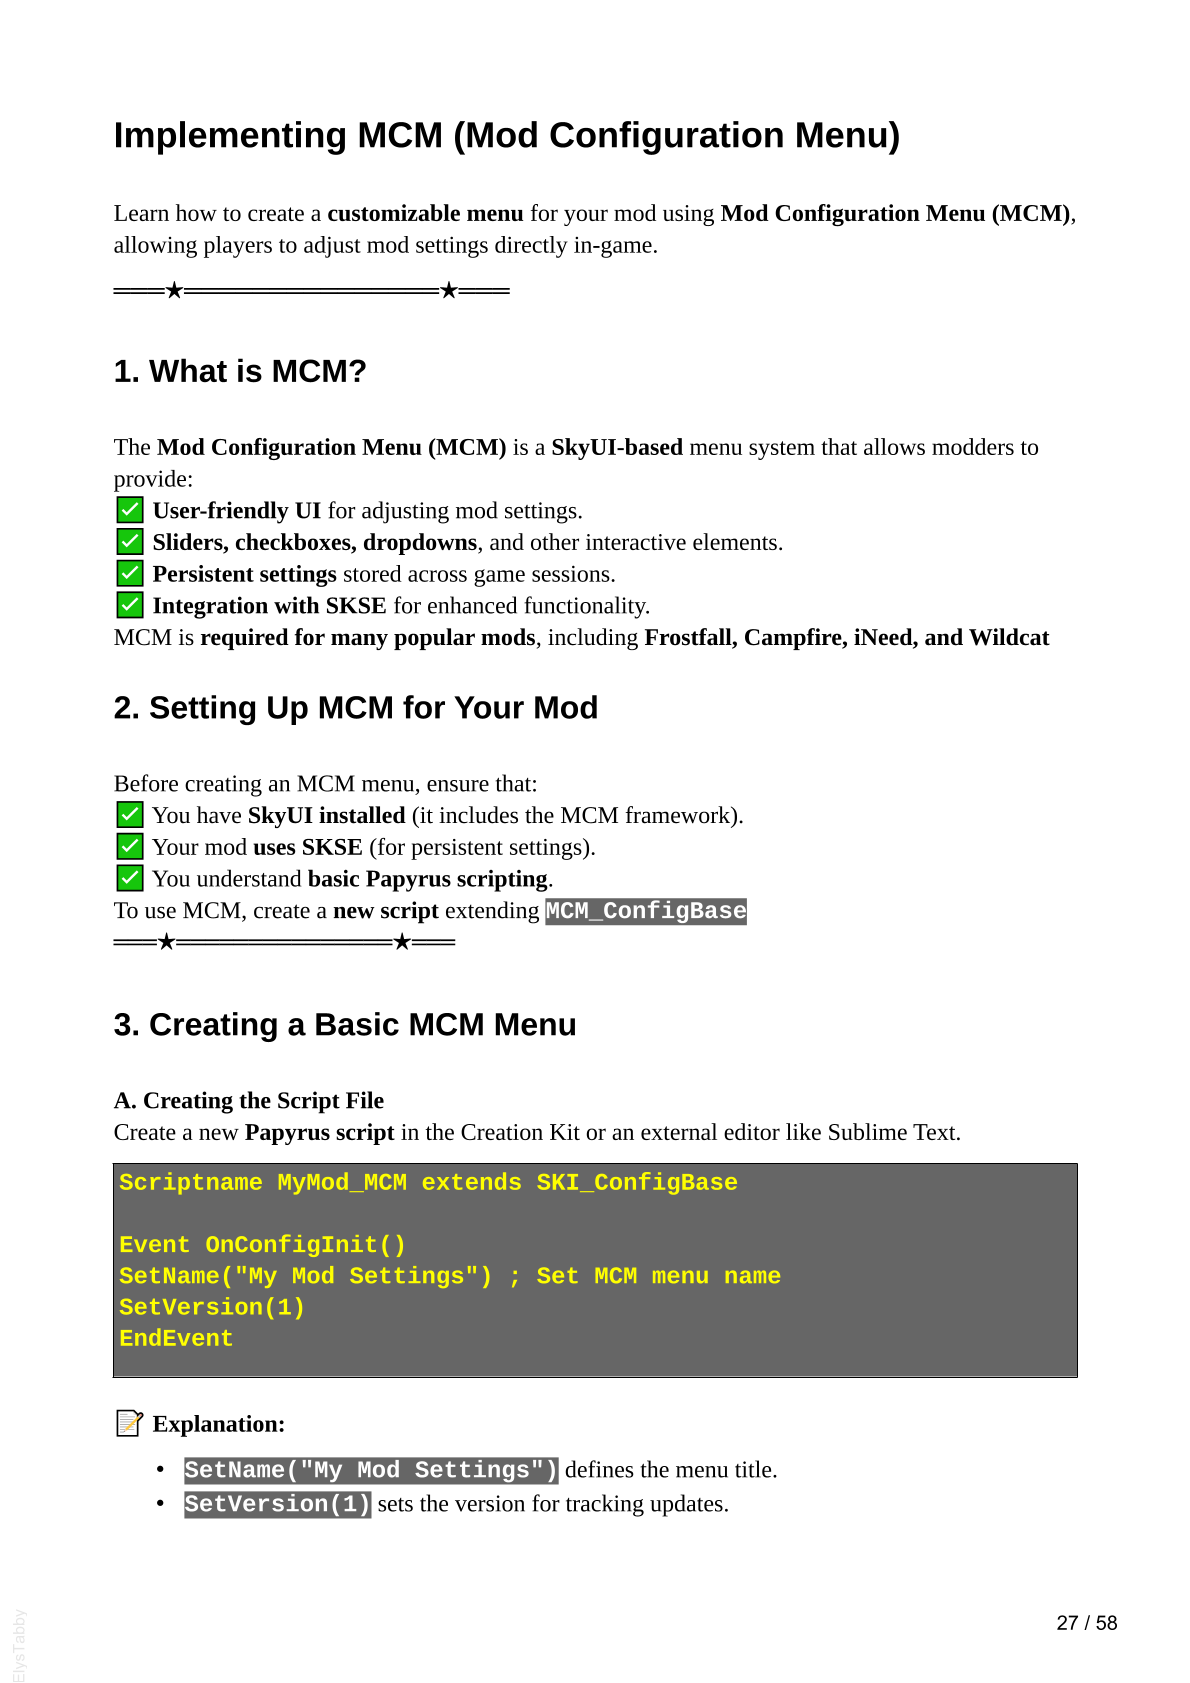 Implementing MCM (Mod Configuration Menu)
Learn how to create a customizable menu for your mod using Mod Configuration Menu (MCM),
allowing players to adjust mod settings directly in-game.
═══★═══════════════★═══
1. What is MCM?
The Mod Configuration Menu (MCM) is a SkyUI-based menu system that allows modders to
provide:
✅ User-friendly UI for adjusting mod settings.
✅ Sliders, checkboxes, dropdowns, and other interactive elements.
✅ Persistent settings stored across game sessions.
✅ Integration with SKSE for enhanced functionality.
MCM is required for many popular mods, including Frostfall, Campfire, iNeed, and Wildcat
2. Setting Up MCM for Your Mod
Before creating an MCM menu, ensure that:
✅ You have SkyUI installed (it includes the MCM framework).
✅ Your mod uses SKSE (for persistent settings).
✅ You understand basic Papyrus scripting.
To use MCM, create a new script extending MCM_ConfigBase
═══★═══════════════★═══
3. Creating a Basic MCM Menu
A. Creating the Script File
Create a new Papyrus script in the Creation Kit or an external editor like Sublime Text.
Scriptname MyMod_MCM extends SKI_ConfigBase
Event OnConfigInit()
SetName("My Mod Settings") ; Set MCM menu name
SetVersion(1)
EndEvent
📝 Explanation:
• SetName("My Mod Settings") defines the menu title.
• SetVersion(1) sets the version for tracking updates.
27 / 58
ElysTabby